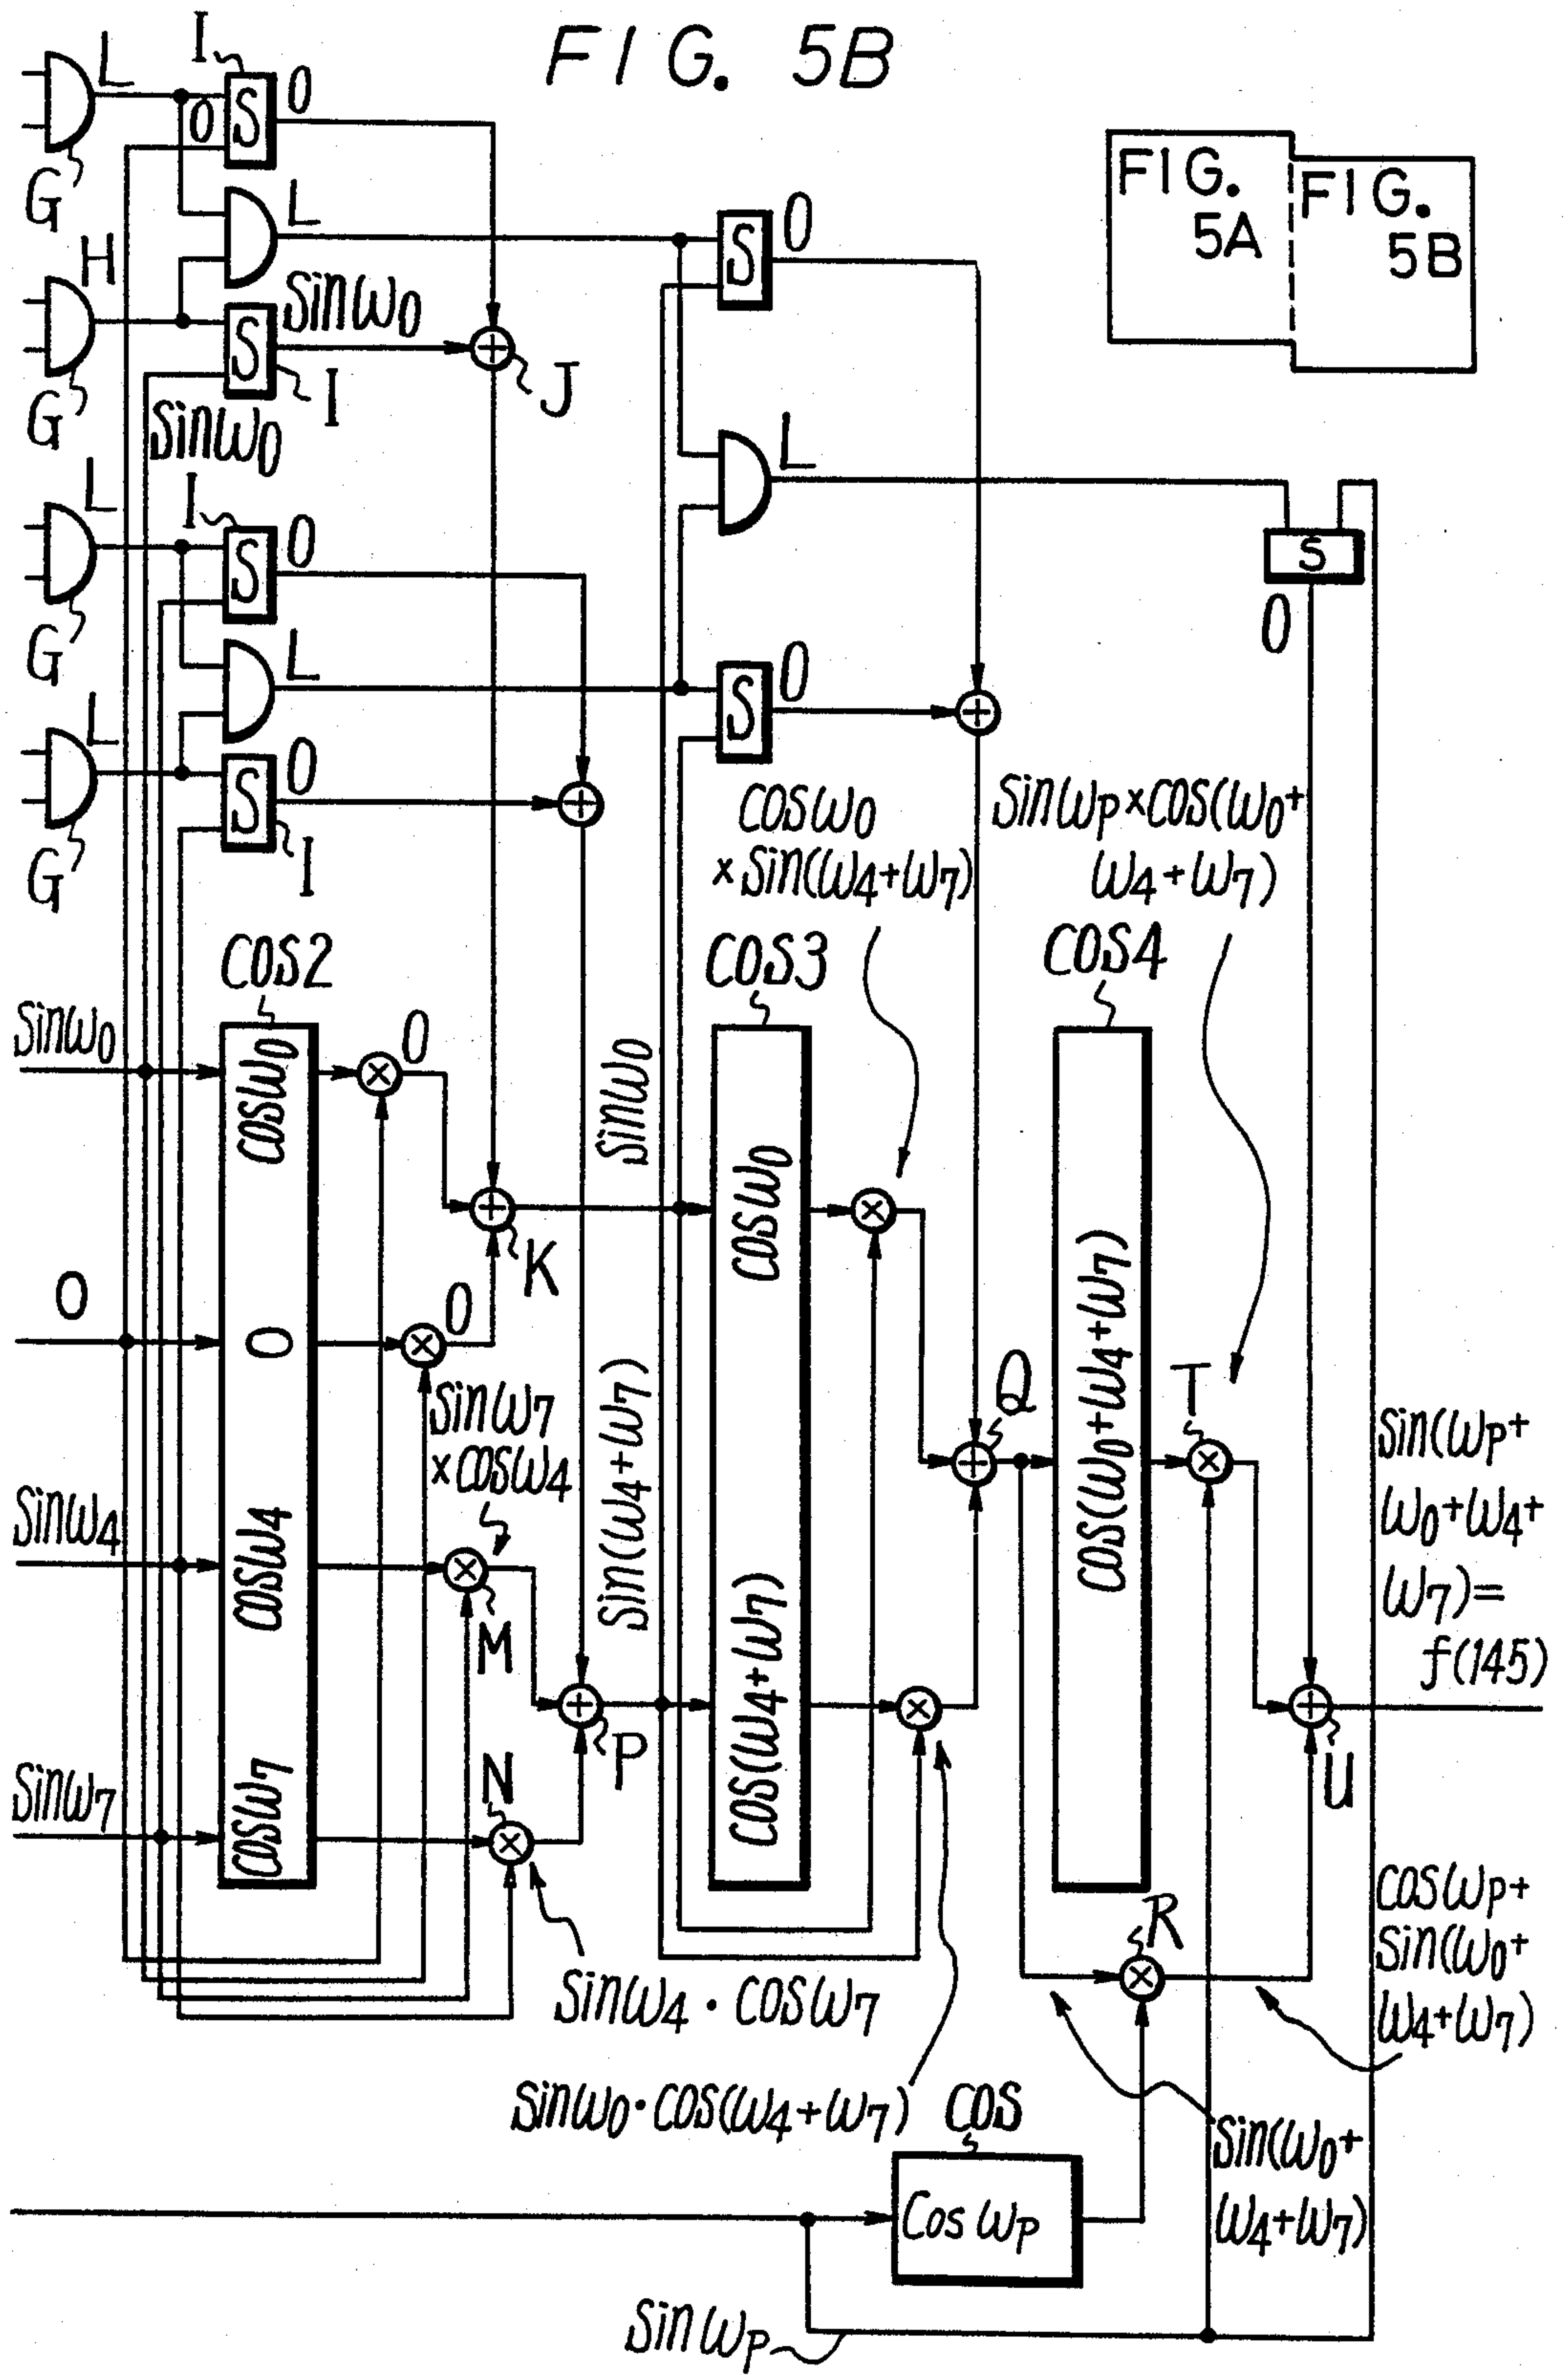 FIG. 5B
L
I
0
0
S
G
L
H
Sinω0
S
I
J
G
Sinω0
S
0
FIG. 5A
FIG. 5B
L
L
I
0
S
G
S
0
L
L
S
0
G
0
S
I
cosω0
×sin(ω4+ω7)
sinωp×cos(ω0+
ω4+ω7)
cos2
cos3
cos4
sinω0
cosω0
×
0
sinω0
cosω0
×
+
K
0
0
×
0
sinω7
×cosω4
sin(ω4+ω7)
cos(ω0+ω4+ω7)
Q
T
×
+
sinω4
cosω4
×
M
sin(ωp+
ω0+ω4+
ω7)=
f(145)
cos(ω4+ω7)
×
+
P
+
U
sinω7
cosω7
N
×
R
×
cosωp+
sin(ω0+
ω4+ω7)
sinω4・cosω7
sinω0・cos(ω4+ω7)
cos
Cos ωp
sin(ω0+
ω4+ω7)
sinωp